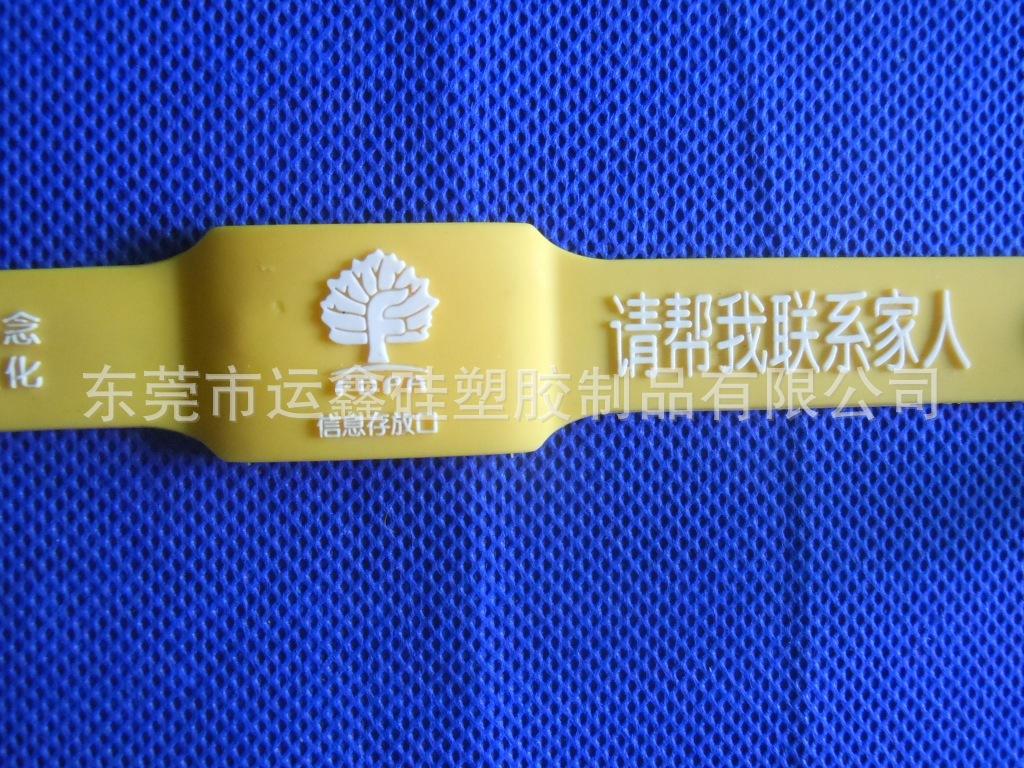 念
化
信息存放口
请帮我联系家人
东莞市运鑫硅塑胶制品有限公司